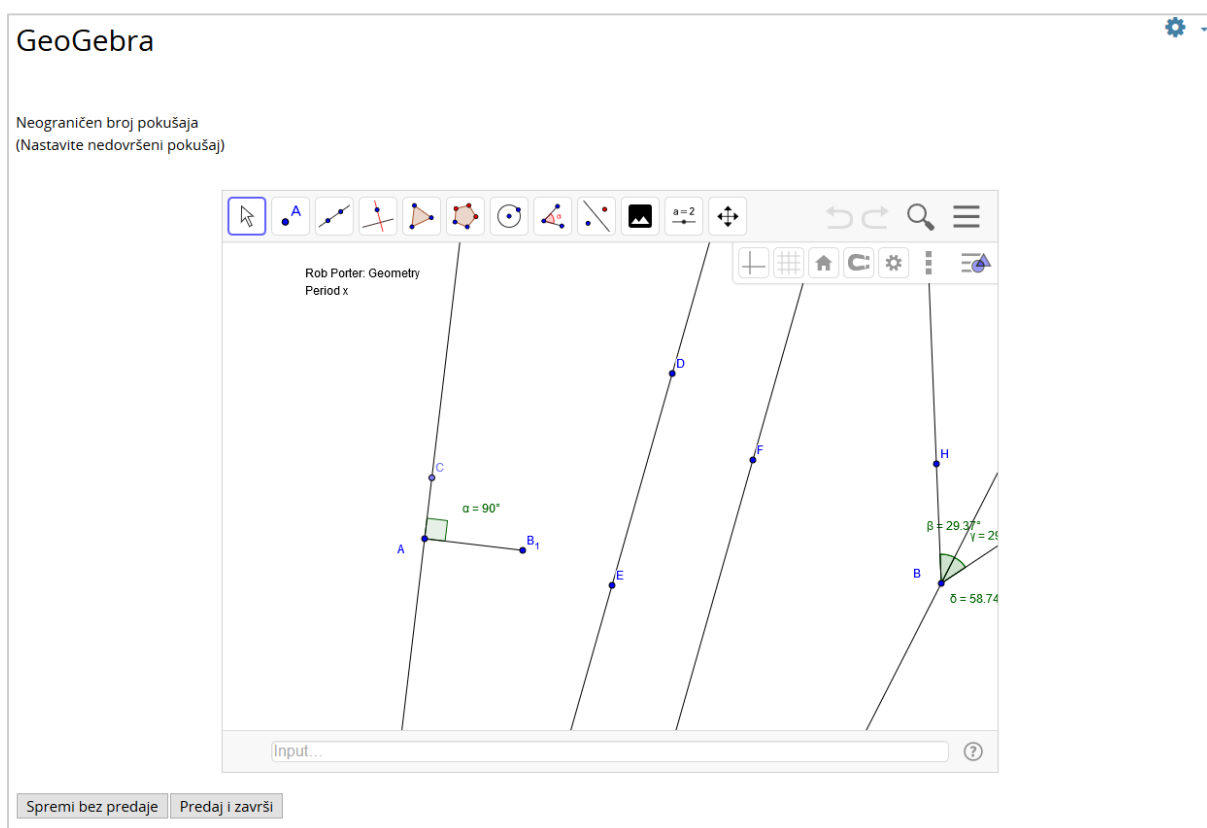 GeoGebra
Neograničen broj pokušaja
(Nastavite nedovršeni pokušaj)
A
α
a = 2
Rob Porter: Geometry
Period x
D
C
F
H
α = 90°
β = 29.37°
γ = 29
A
B1
E
B
δ = 58.74
Input...
Spremi bez predaje
Predaj i završi